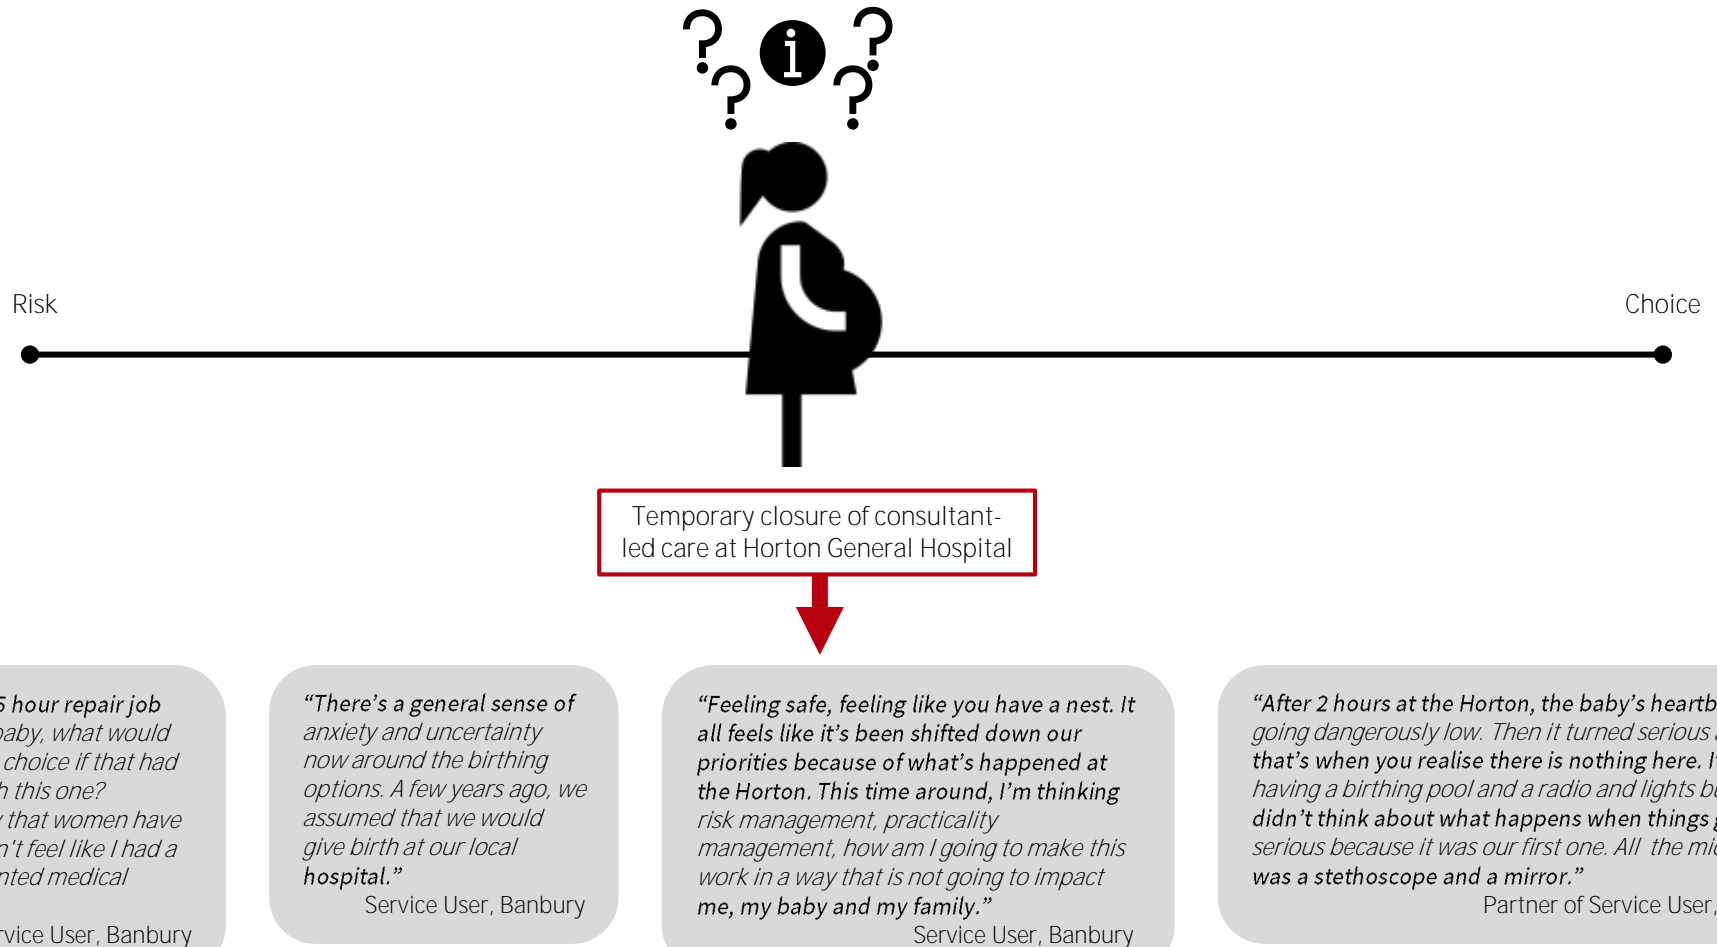 ? i ?
? ?
Risk
Choice
Temporary closure of consultant-
led care at Horton General Hospital
5 hour repair job
baby, what would
choice if that had
this one?
that women have
feel like I had a
medical
Service User, Banbury
“There’s a general sense of
anxiety and uncertainty
now around the birthing
options. A few years ago, we
assumed that we would
give birth at our local
hospital.”
Service User, Banbury
“Feeling safe, feeling like you have a nest. It
all feels like it’s been shifted down our
priorities because of what’s happened at
the Horton. This time around, I’m thinking
risk management, practicality
management, how am I going to make this
work in a way that is not going to impact
me, my baby and my family.”
Service User, Banbury
“After 2 hours at the Horton, the baby’s
going dangerously low. Then it turned serious
that’s when you realise there is nothing here.
having a birthing pool and a radio and lights
didn’t think about what happens when things
serious because it was our first one. All the
was a stethoscope and a mirror.”
Partner of Service User,